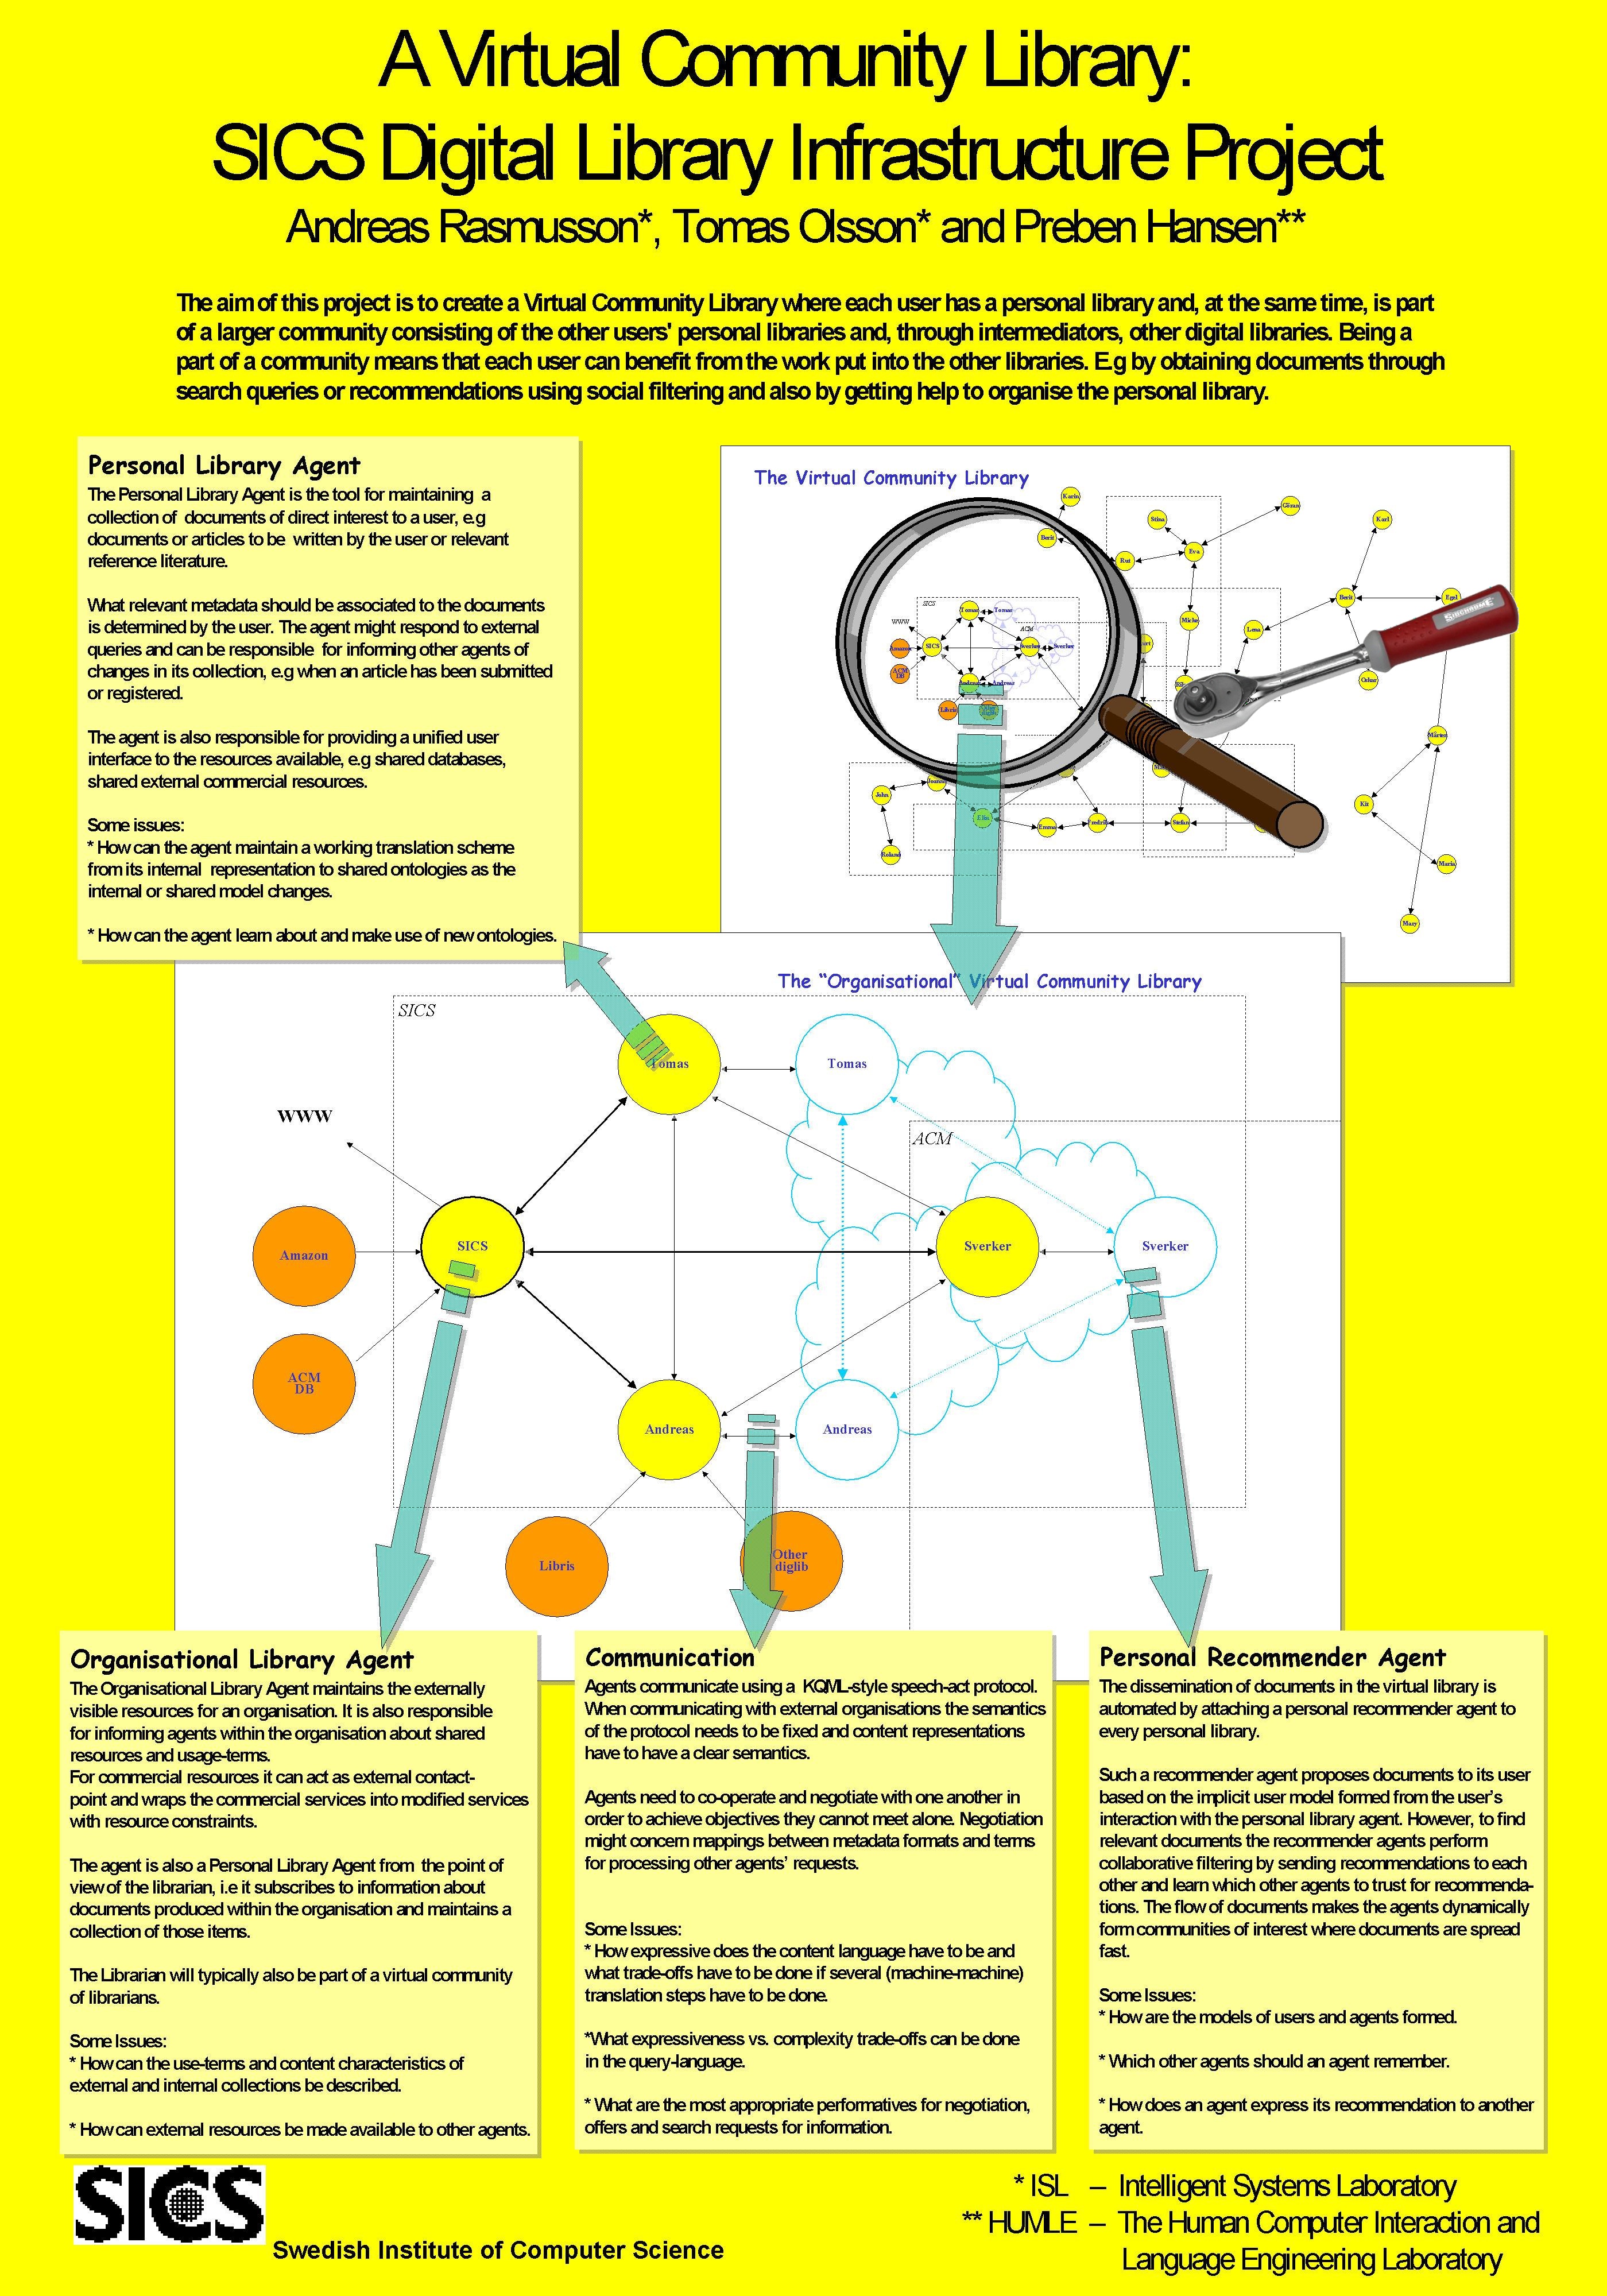 A Virtual Community Library:
SICS Digital Library Infrastructure Project
Andreas Rasmusson*, Tomas Olsson* and Preben Hansen**
The aim of this project is to create a Virtual Community Library where each user has a personal library and, at the same time, is part
of a larger community consisting of the other users' personal libraries and, through intermediators, other digital libraries. Being a
part of a community means that each user can benefit from the work put into the other libraries. E.g by obtaining documents through
search queries or recommendations using social filtering and also by getting help to organise the personal library.
Personal Library Agent
The Personal Library Agent is the tool for maintaining a
collection of documents of direct interest to a user, e.g
documents or articles to be written by the user or relevant
reference literature.
What relevant metadata should be associated to the documents
is determined by the user. The agent might respond to external
queries and can be responsible for informing other agents of
changes in its collection, e.g when an article has been submitted
or registered.
The agent is also responsible for providing a unified user
interface to the resources available, e.g shared databases,
shared external commercial resources.
Some issues:
* How can the agent maintain a working translation scheme
from its internal representation to shared ontologies as the
internal or shared model changes.
* How can the agent learn about and make use of new ontologies.
The Virtual Community Library
Karin
Göran
Stina
Karl
Berit
Eva
Rut
Berit
Egil
SICS
Tomas
Tomas
Micke
WWW
ACM
Lena
Amazon
SICS
Sverker
Sverker
ACM
DB
Andreas
Andreas
Oskar
Libris
Mårten
Joanna
John
Kit
Elin
Emma
Fredrik
Stefan
Roland
Maria
Mary
The “Organisational” Virtual Community Library
SICS
Tomas
Tomas
WWW
ACM
Amazon
SICS
Sverker
Sverker
ACM
DB
Andreas
Andreas
Libris
Other
diglib
Organisational Library Agent
The Organisational Library Agent maintains the externally
visible resources for an organisation. It is also responsible
for informing agents within the organisation about shared
resources and usage-terms.
For commercial resources it can act as external contact-
point and wraps the commercial services into modified services
with resource constraints.
The agent is also a Personal Library Agent from the point of
view of the librarian, i.e it subscribes to information about
documents produced within the organisation and maintains a
collection of those items.
The Librarian will typically also be part of a virtual community
of librarians.
Some Issues:
* How can the use-terms and content characteristics of
external and internal collections be described.
* How can external resources be made available to other agents.
Communication
Agents communicate using a KQML-style speech-act protocol.
When communicating with external organisations the semantics
of the protocol needs to be fixed and content representations
have to have a clear semantics.
Agents need to co-operate and negotiate with one another in
order to achieve objectives they cannot meet alone. Negotiation
might concern mappings between metadata formats and terms
for processing other agents’ requests.
Some Issues:
* How expressive does the content language have to be and
what trade-offs have to be done if several (machine-machine)
translation steps have to be done.
*What expressiveness vs. complexity trade-offs can be done
in the query-language.
* What are the most appropriate performatives for negotiation,
offers and search requests for information.
Personal Recommender Agent
The dissemination of documents in the virtual library is
automated by attaching a personal recommender agent to
every personal library.
Such a recommender agent proposes documents to its user
based on the implicit user model formed from the user’s
interaction with the personal library agent. However, to find
relevant documents the recommender agents perform
collaborative filtering by sending recommendations to each
other and learn which other agents to trust for recommenda-
tions. The flow of documents makes the agents dynamically
form communities of interest where documents are spread
fast.
Some Issues:
* How are the models of users and agents formed.
* Which other agents should an agent remember.
* How does an agent express its recommendation to another
agent.
SICS
Swedish Institute of Computer Science
* ISL – Intelligent Systems Laboratory
** HUMLE – The Human Computer Interaction and
Language Engineering Laboratory